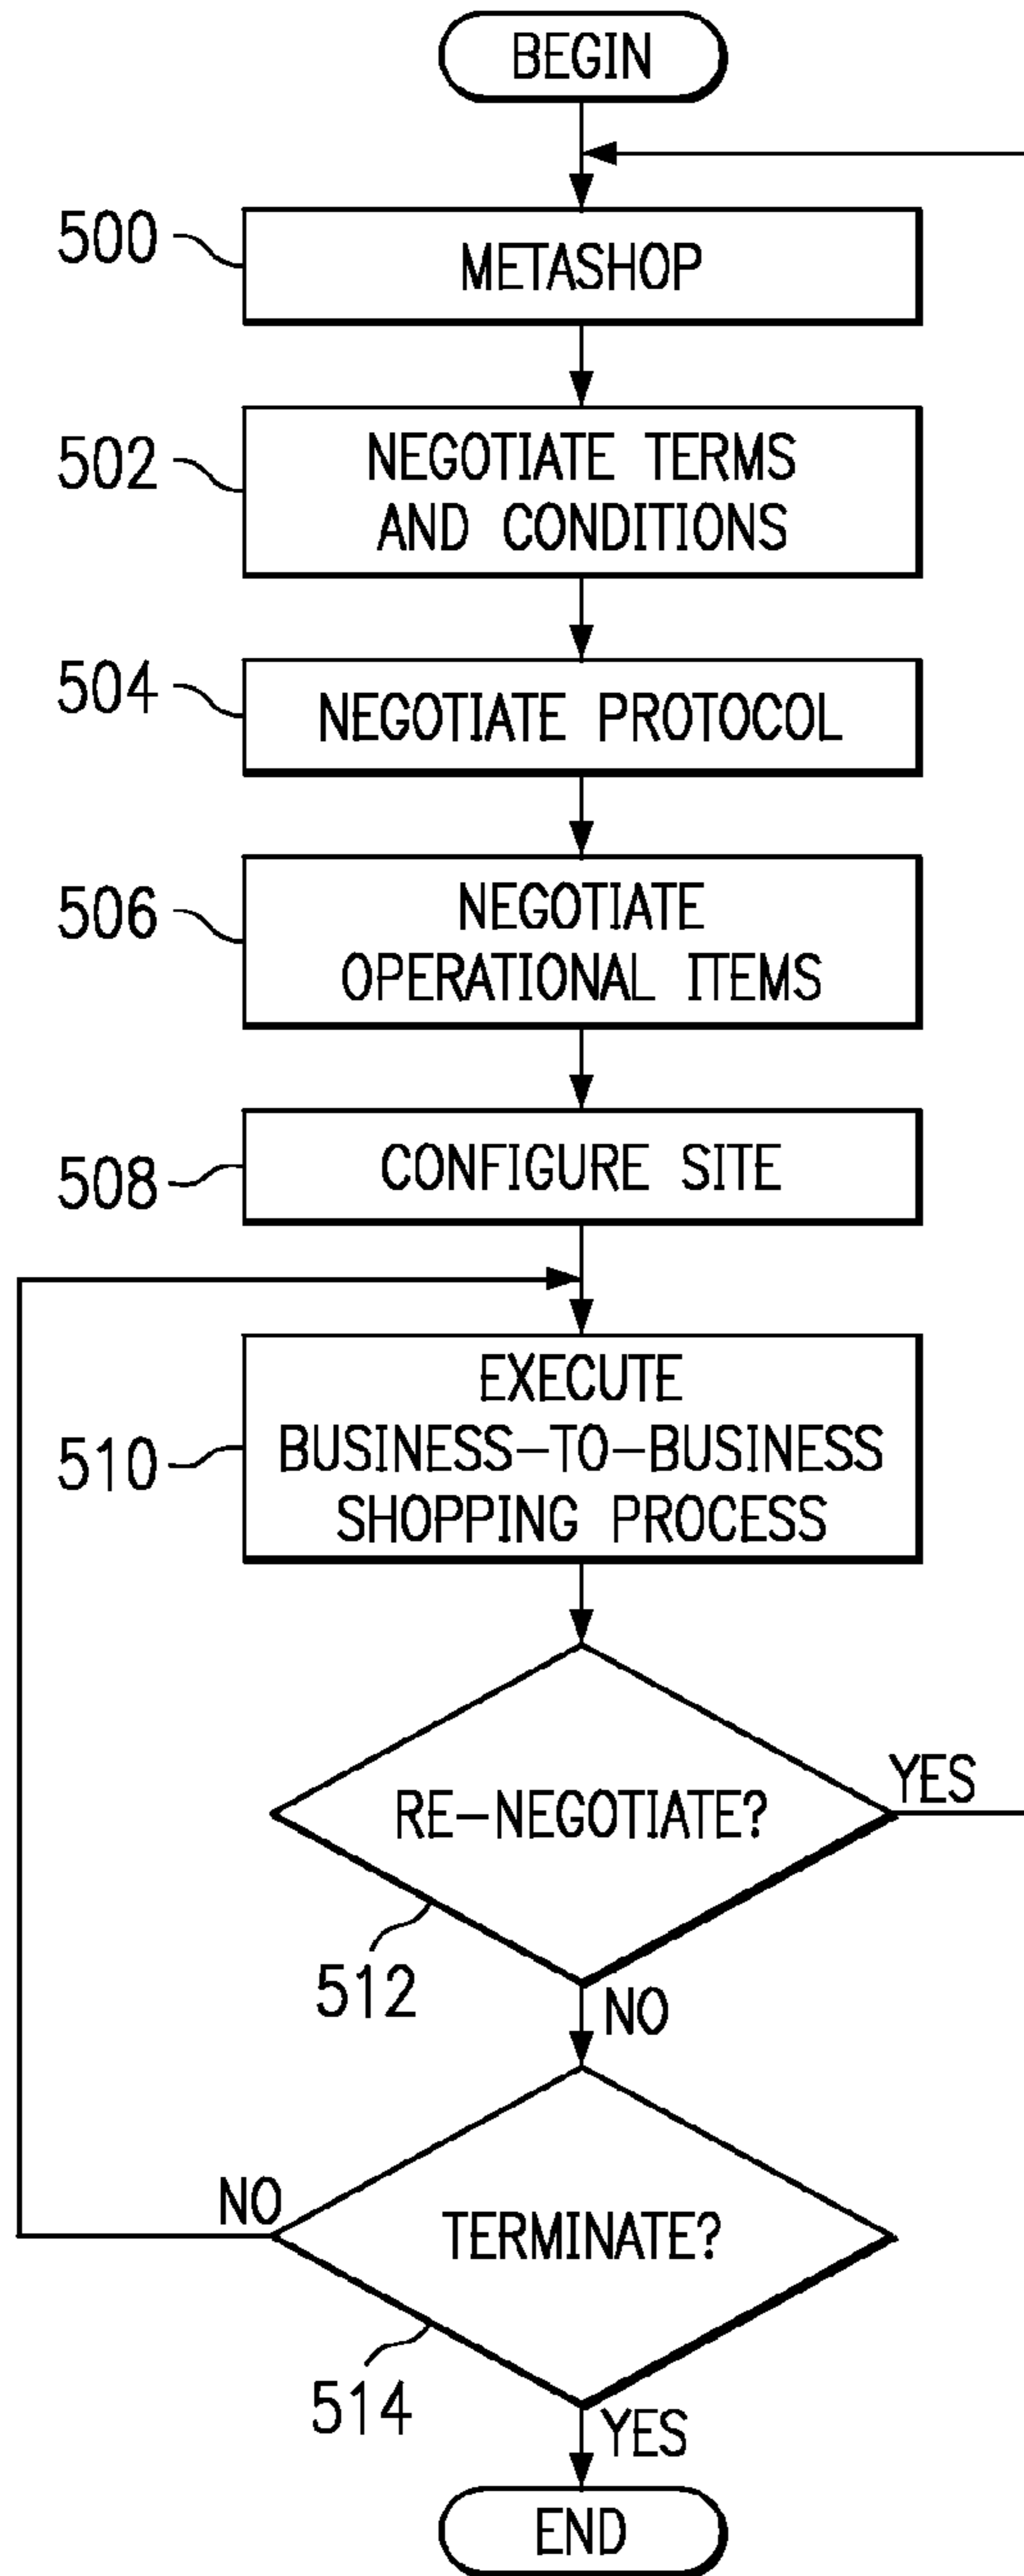 BEGIN
500
METASHOP
502
NEGOTIATE TERMS
AND CONDITIONS
504
NEGOTIATE PROTOCOL
506
NEGOTIATE
OPERATIONAL ITEMS
508
CONFIGURE SITE
510
EXECUTE
BUSINESS-TO-BUSINESS
SHOPPING PROCESS
RE-NEGOTIATE?
YES
512
NO
NO
TERMINATE?
514
YES
END